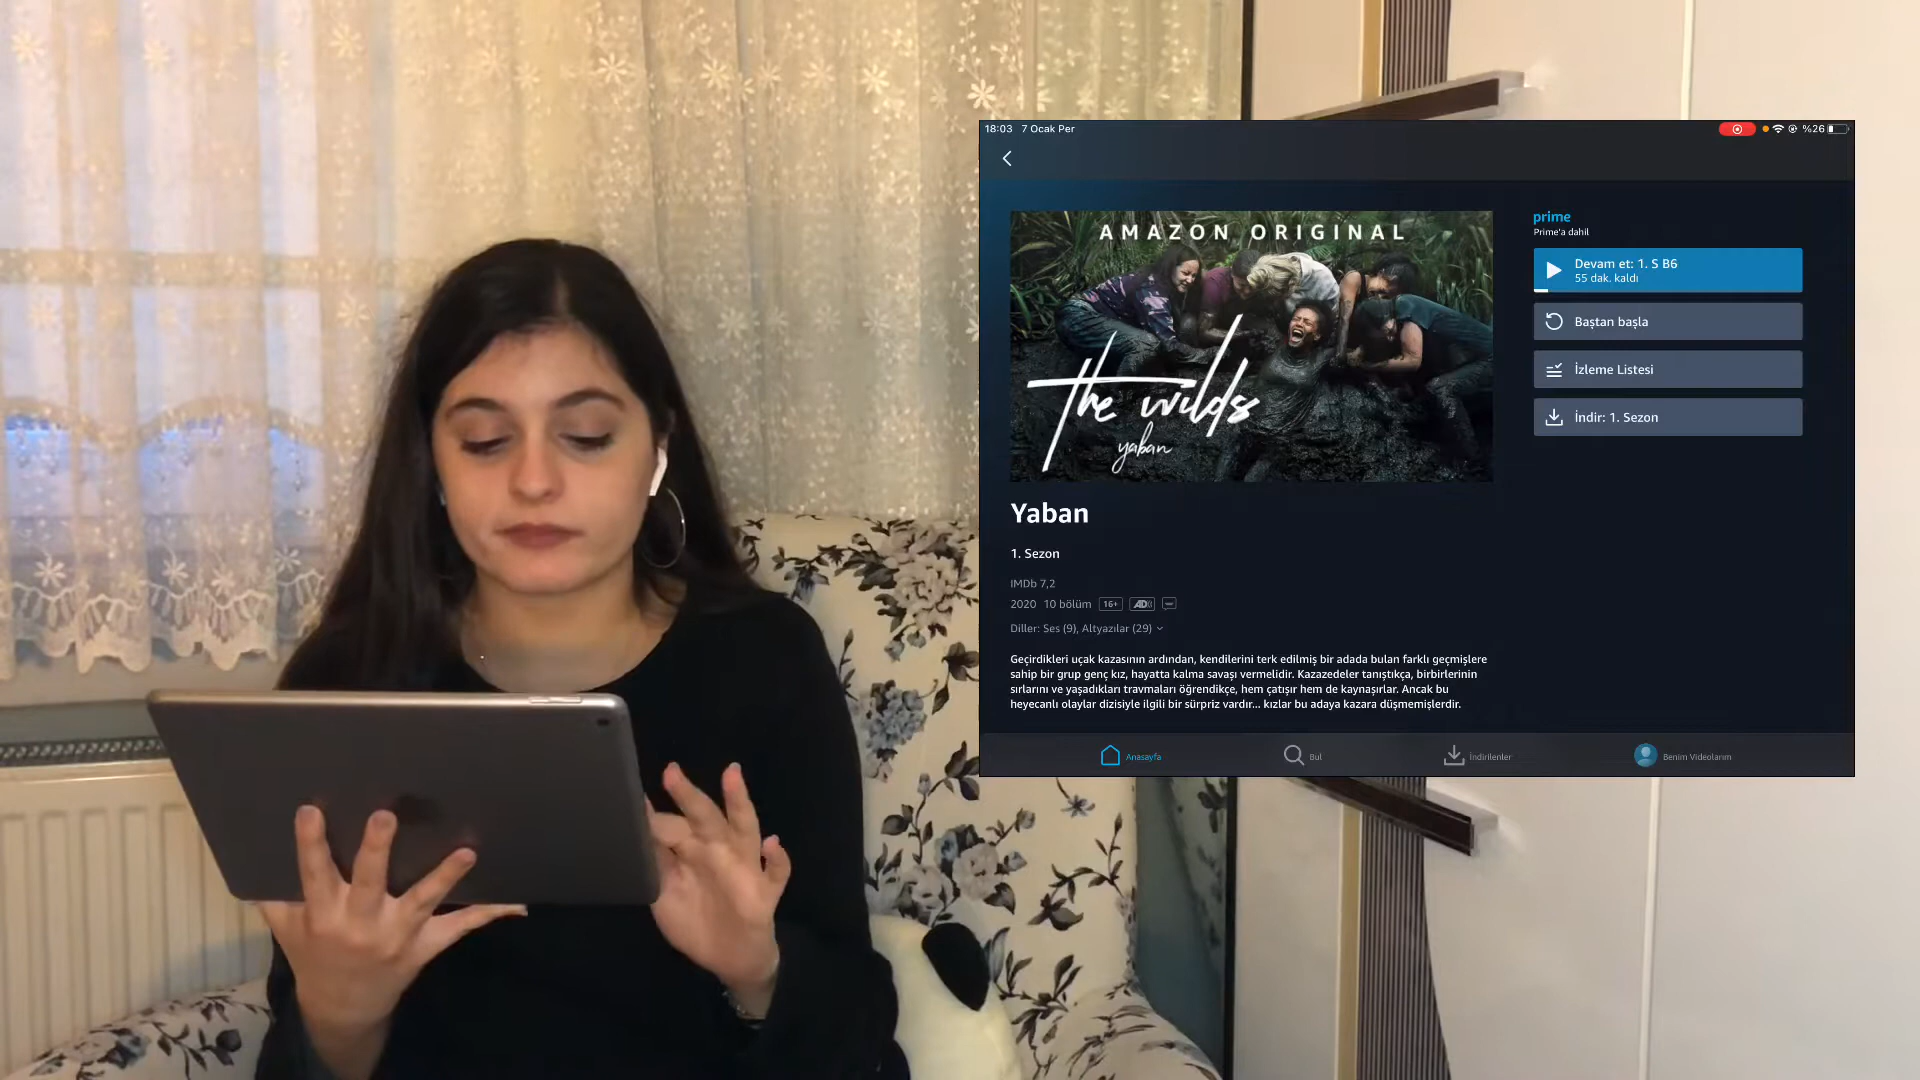 18:03 7 Ocak Per
%26
AMAZON ORIGINAL
the wilds
yaban
prime
Prime'a dahil
Devam et: 1. S B6
55 dak. kaldı
Baştan başla
İzleme Listesi
İndir: 1. Sezon
Yaban
1. Sezon
IMDb 7,2
2020 10 bölüm 16+ AD
Diller: Ses (9), Altyazılar (29)
Geçirdikleri uçak kazasının ardından, kendilerini terk edilmiş bir adada bulan farklı geçmişlere
sahip bir grup genç kız, hayatta kalma savaşı vermelidir. Kazazedeler tanıştıkça, birbirlerinin
sırlarını ve yaşadıkları travmaları öğrendikçe, hem çatışır hem de kaynaşırlar. Ancak bu
heyecanlı olaylar dizisiyle ilgili bir sürpriz vardır... kızlar bu adaya kazara düşmemişlerdir.
Anasayfa
Bul
İndirilenler
Benim Videolarım